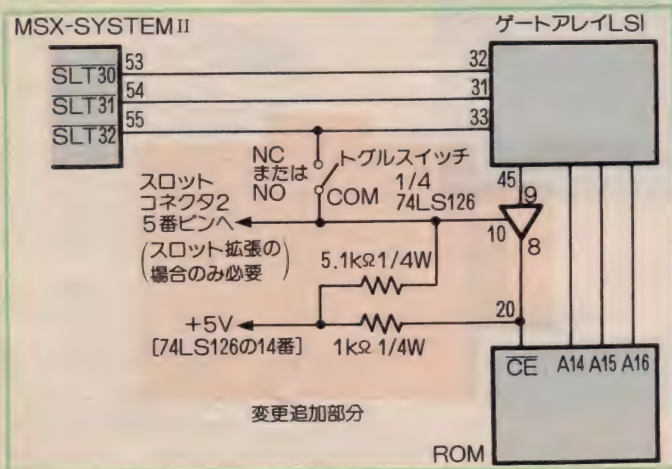 MSX-SYSTEMⅡ
ゲートアレイLSI
SLT30
53
32
SLT31
54
31
SLT32
55
33
NC
または
NO
トグルスイッチ
COM
1/4
74LS126
45
9
10
8
スロット
コネクタ2
5番ピンへ
(スロット拡張の
場合のみ必要)
5.1kΩ1/4W
+5V
[74LS126の14番]
1kΩ 1/4W
20
CE
A14 A15 A16
変更追加部分
ROM